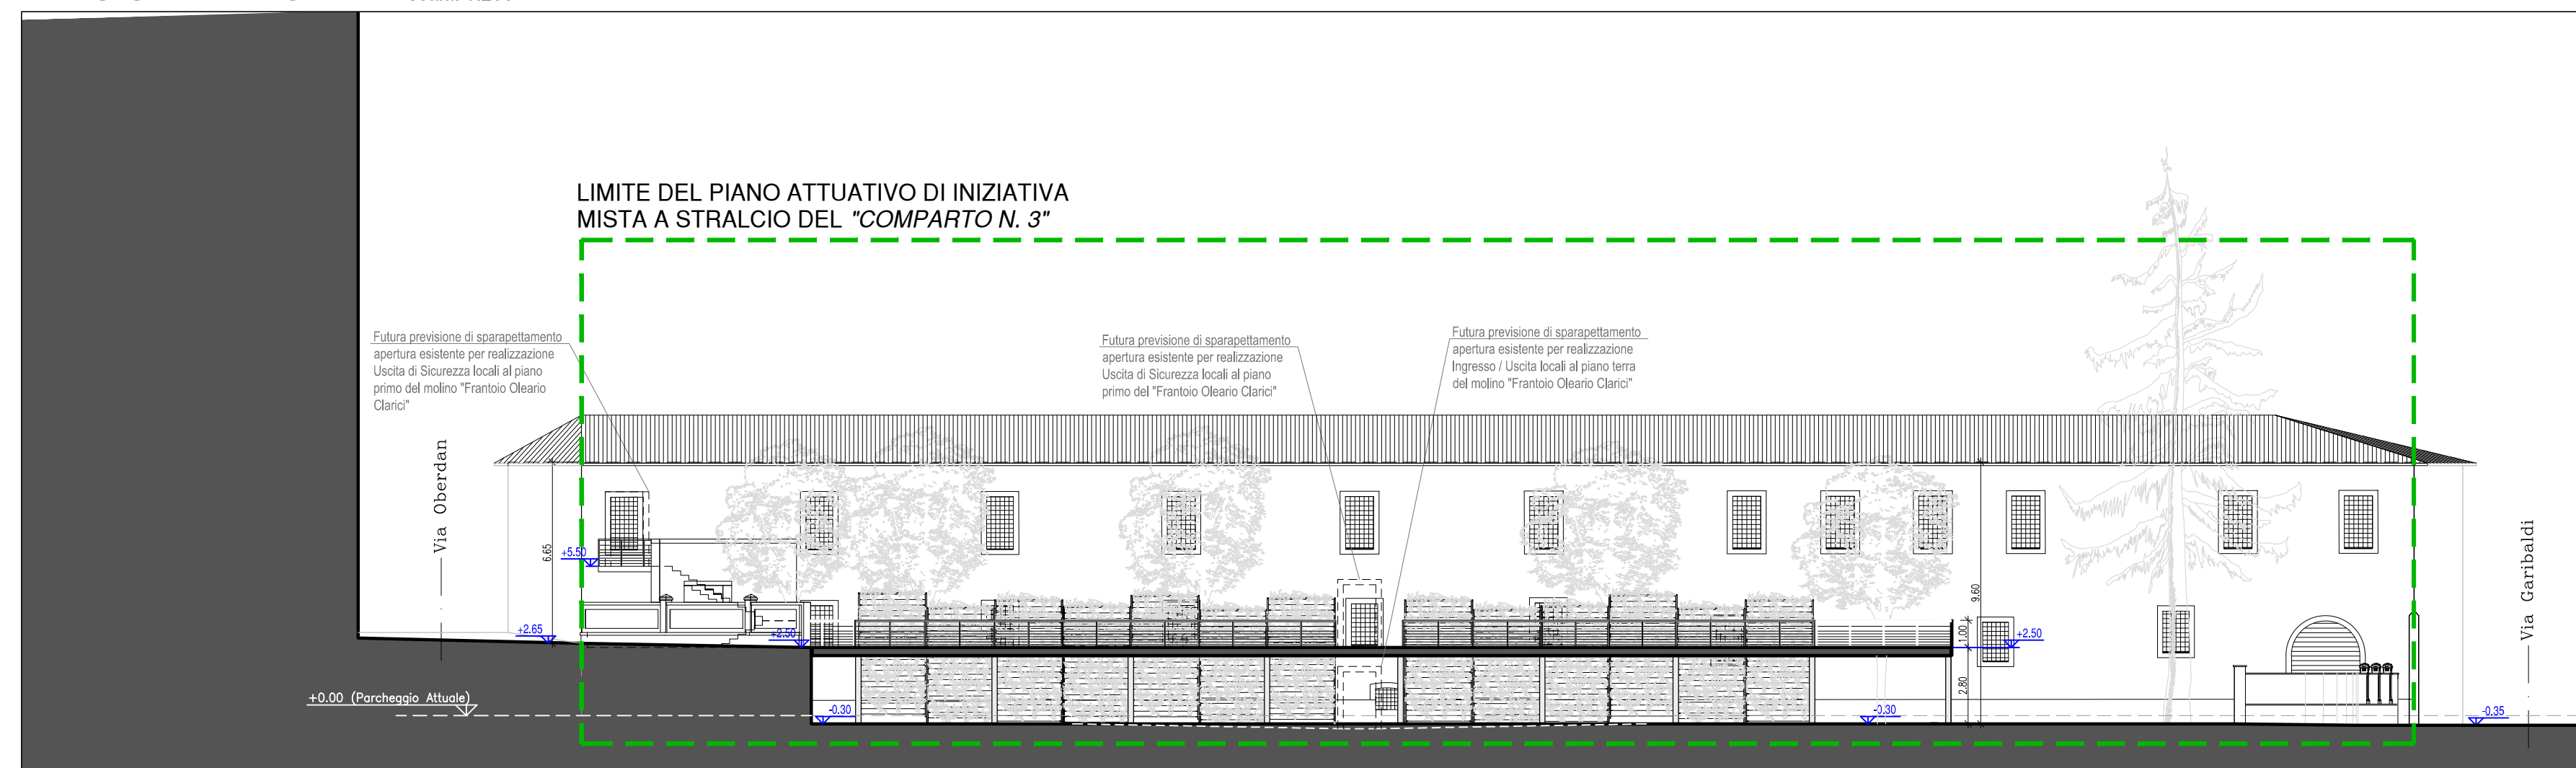 LIMITE DEL PIANO ATTUATIVO DI INIZIATIVA
MISTA A STRALCIO DEL "COMPARTO N. 3"
Futura previsione di sparapettamento
apertura esistente per realizzazione
Uscita di Sicurezza locali al piano
primo del molino "Frantoio Oleario
Clarici"
Futura previsione di sparapettamento
apertura esistente per realizzazione
Uscita di Sicurezza locali al piano
primo del "Frantoio Oleario Clarici"
Futura previsione di sparapettamento
apertura esistente per realizzazione
Ingresso / Uscita locali al piano terra
del molino "Frantoio Oleario Clarici"
Via Oberdan
6.65
+5.50
+2.65
+2.50
9.60
1.00
+2.50
2.80
Via Garibaldi
+0.00 (Parcheggio Attuale)
-0.30
-0.30
-0.35